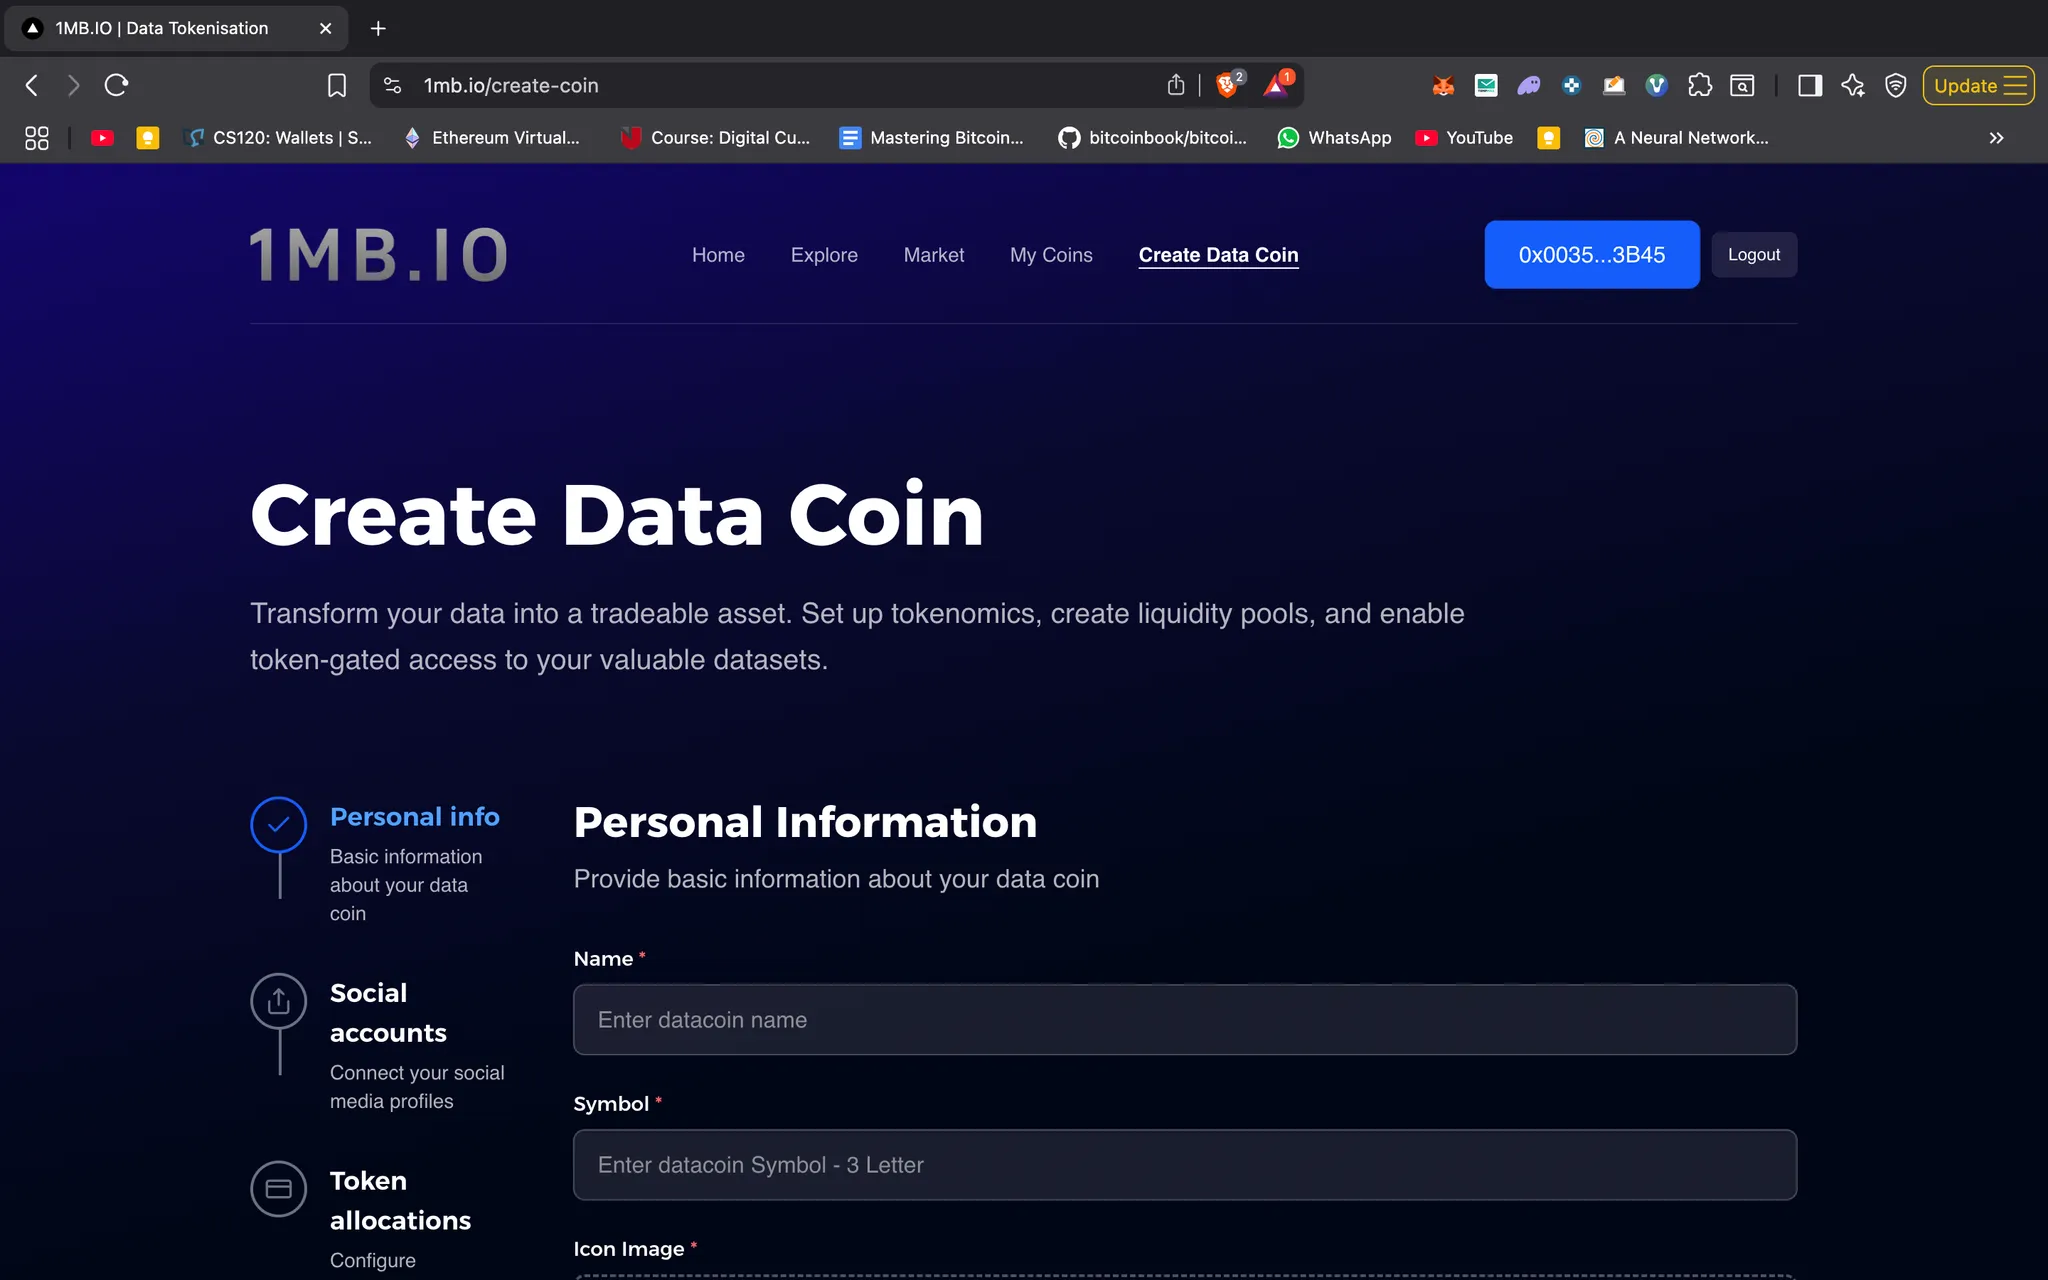 1MB.IO | Data Tokenisation
1mb.io/create-coin
2
1
Update
CS120: Wallets | S...
Ethereum Virtual...
Course: Digital Cu...
Mastering Bitcoin...
bitcoinbook/bitcoi...
WhatsApp
YouTube
A Neural Network...
1MB.IO
Home
Explore
Market
My Coins
Create Data Coin
0x0035...3B45
Logout
Create Data Coin
Transform your data into a tradeable asset. Set up tokenomics, create liquidity pools, and enable
token-gated access to your valuable datasets.
Personal info
Basic information
about your data
coin
Social
accounts
Connect your social
media profiles
Token
allocations
Configure
Personal Information
Provide basic information about your data coin
Name *
Enter datacoin name
Symbol *
Enter datacoin Symbol - 3 Letter
Icon Image *